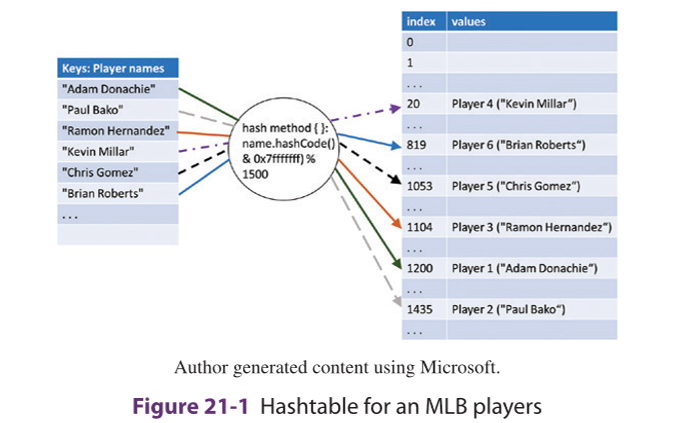 Keys: Player names
"Adam Donachie"
"Paul Bako"
"Ramon Hernandez"
"Kevin Millar"
"Chris Gomez"
"Brian Roberts"
...
hash method { }:
name.hashCode()
& 0x7fffffff) %
1500
index values
0
1
...
20 Player 4 ("Kevin Millar")
...
819 Player 6 ("Brian Roberts")
...
1053 Player 5 ("Chris Gomez")
...
1104 Player 3 ("Ramon Hernandez")
...
1200 Player 1 ("Adam Donachie")
...
1435 Player 2 ("Paul Bako")
...
Author generated content using Microsoft.
Figure 21-1 Hashtable for an MLB players